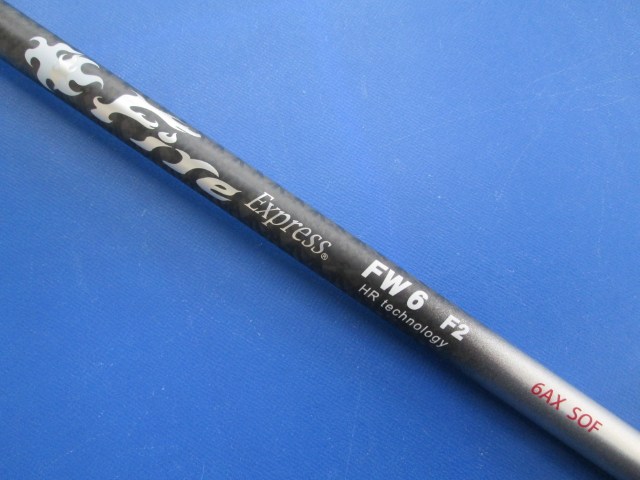 Fire Express®
FW 6 F2
HR technology
6AX SOF